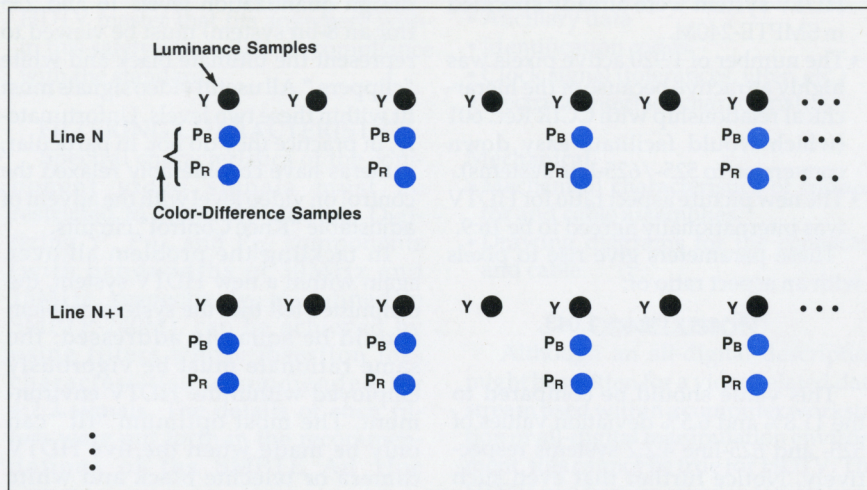 Luminance Samples
Y Y Y Y Y Y Y ...
Line N PB PB PB PB ...
PR PR PR PR ...
Color-Difference Samples
Line N+1 Y Y Y Y Y Y Y ...
PB PB PB PB
PR PR PR PR